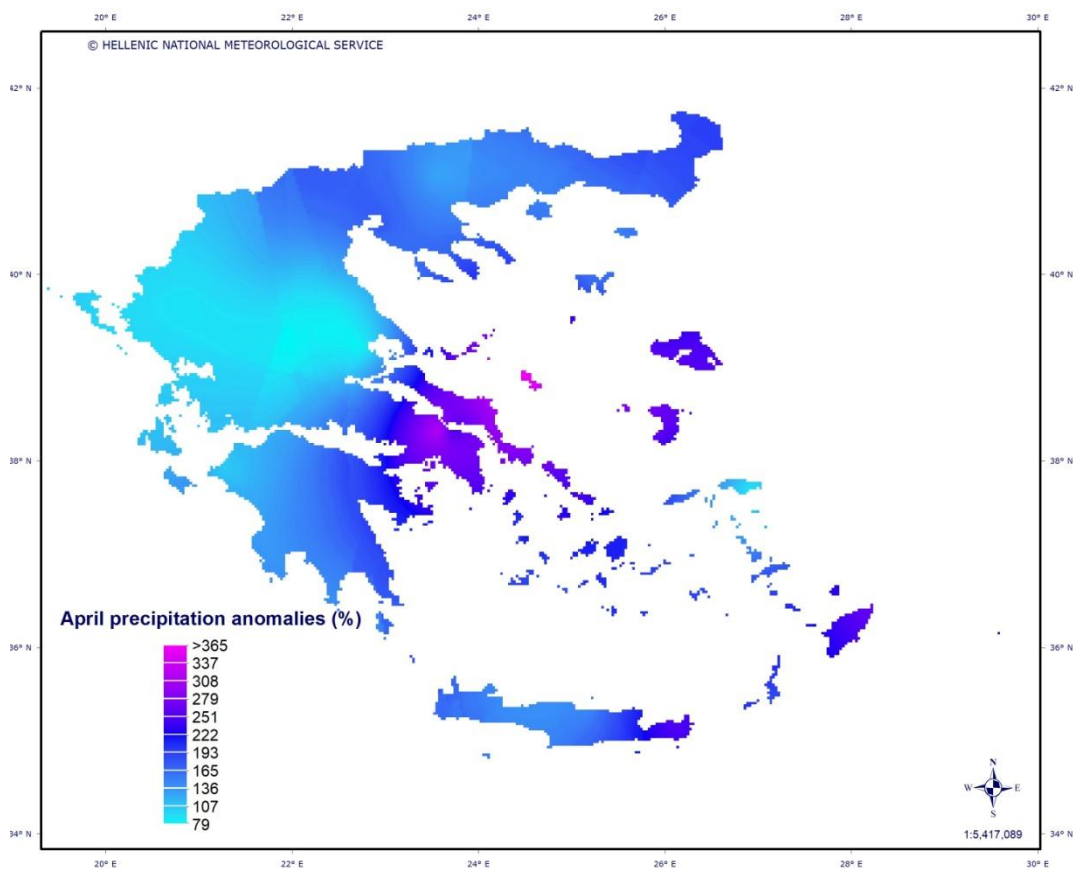 20° E 22° E 24° E 26° E 28° E 30° E
© HELLENIC NATIONAL METEOROLOGICAL SERVICE
42° N 42° N
40° N 40° N
38° N 38° N
36° N 36° N
34° N 34° N
April precipitation anomalies (%)
>365
337
308
279
251
222
193
165
136
107
79
N
W E
S
1:5,417,089
20° E 22° E 24° E 26° E 28° E 30° E